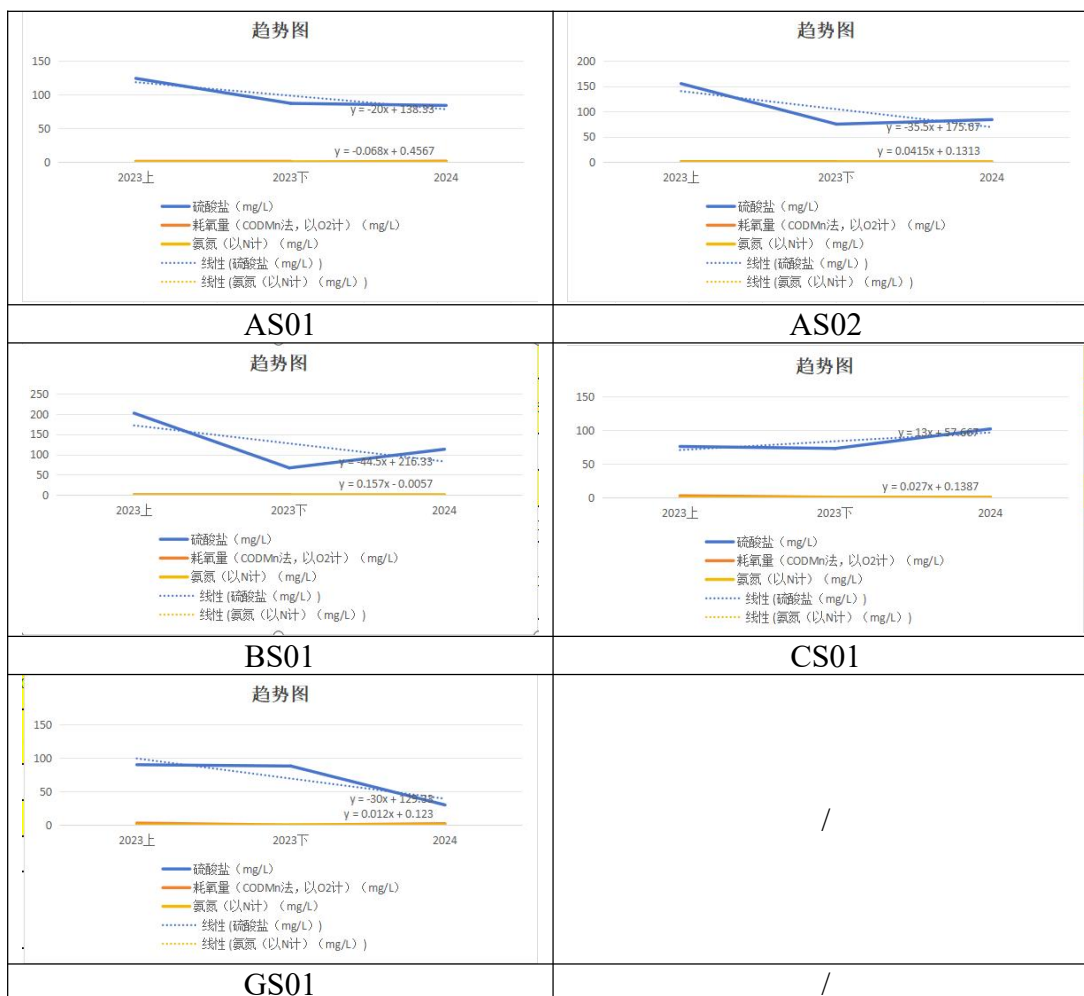 趋势图
150
100
50
0
y = -20x + 138.93
y = -0.068x + 0.4567
2023上 2023下 2024
硫酸盐（mg/L）
耗氧量（CODMn法，以O2计）（mg/L）
氨氮（以N计）（mg/L）
线性 (硫酸盐（mg/L）)
线性 (氨氮（以N计）（mg/L）)
AS01
趋势图
200
150
100
50
0
y = -35.5x + 175.67
y = 0.0415x + 0.1313
2023上 2023下 2024
硫酸盐（mg/L）
耗氧量（CODMn法，以O2计）（mg/L）
氨氮（以N计）（mg/L）
线性 (硫酸盐（mg/L）)
线性 (氨氮（以N计）（mg/L）)
AS02
趋势图
250
200
150
100
50
0
y = -44.5x + 216.33
y = 0.157x - 0.0057
2023上 2023下 2024
硫酸盐（mg/L）
耗氧量（CODMn法，以O2计）（mg/L）
氨氮（以N计）（mg/L）
线性 (硫酸盐（mg/L）)
线性 (氨氮（以N计）（mg/L）)
BS01
趋势图
150
100
50
0
y = 13x + 57.667
y = 0.027x + 0.1387
2023上 2023下 2024
硫酸盐（mg/L）
耗氧量（CODMn法，以O2计）（mg/L）
氨氮（以N计）（mg/L）
线性 (硫酸盐（mg/L）)
线性 (氨氮（以N计）（mg/L）)
CS01
趋势图
150
100
50
0
y = -30x + 129.33
y = 0.012x + 0.123
2023上 2023下 2024
硫酸盐（mg/L）
耗氧量（CODMn法，以O2计）（mg/L）
氨氮（以N计）（mg/L）
线性 (硫酸盐（mg/L）)
线性 (氨氮（以N计）（mg/L）)
GS01
/
/